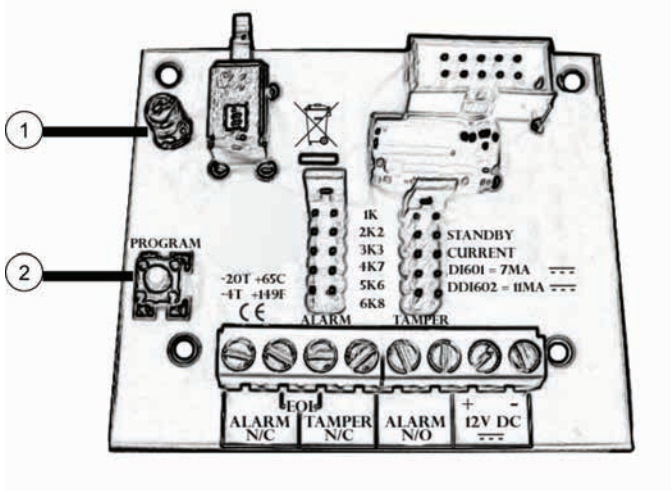 1
2
PROGRAM
-20T +65C
-4T +149F
CE
1K
2K2
3K3
4K7
5K6
6K8
STANDBY
CURRENT
DI601 = 7MA
DDI602 = 11MA
ALARM
TAMPER
EOL
ALARM
N/C
TAMPER
N/C
ALARM
N/O
+ -
12V DC